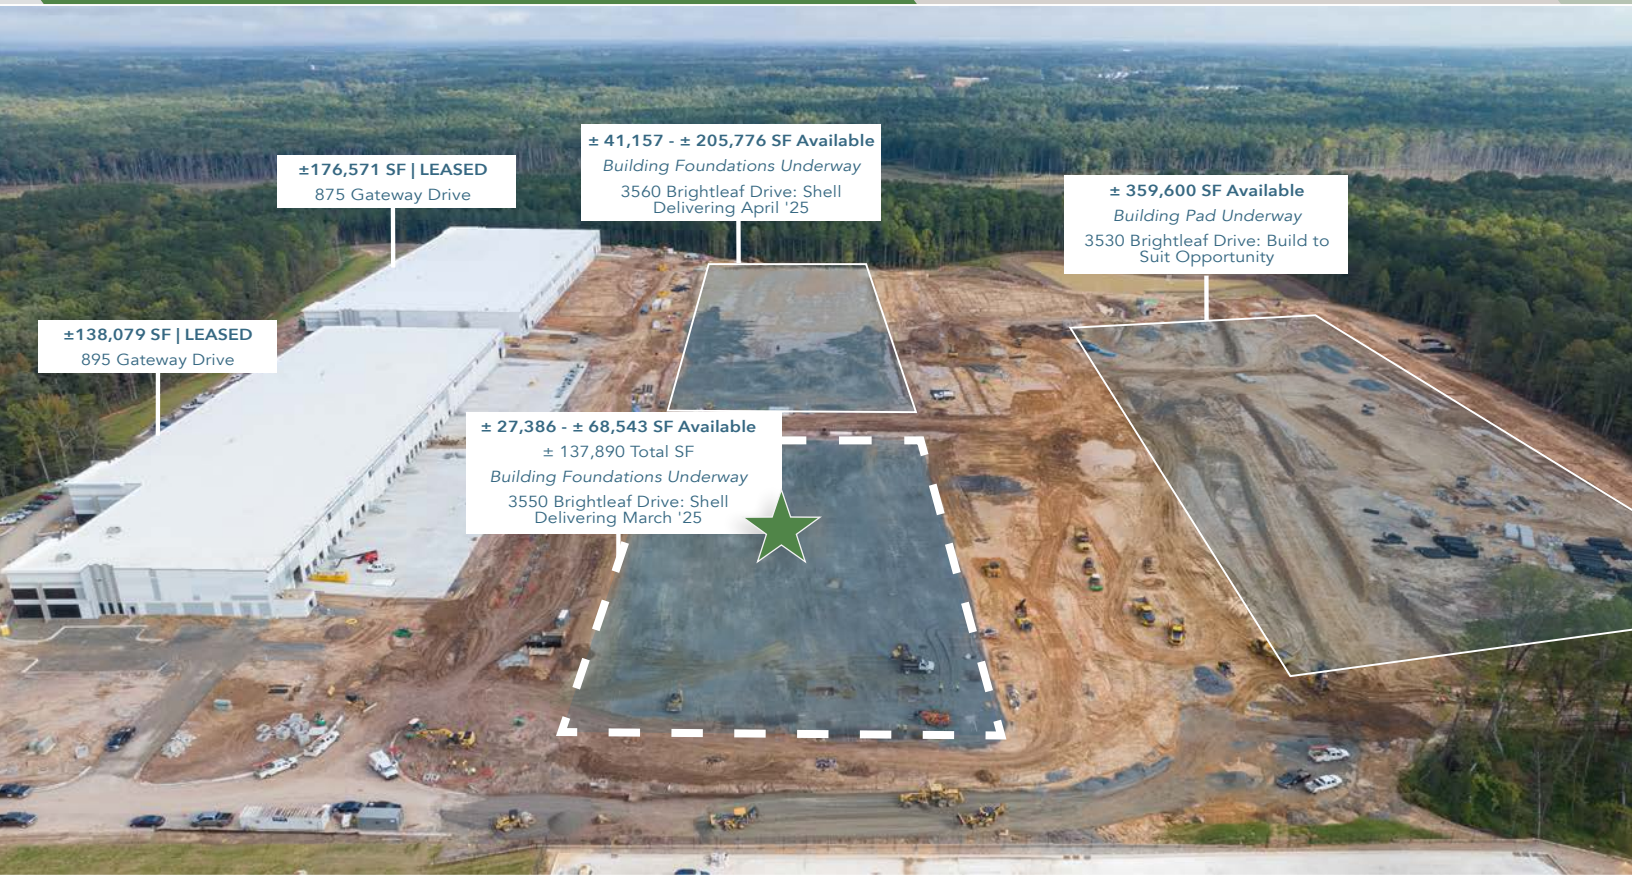 ±176,571 SF | LEASED
875 Gateway Drive
± 41,157 - ± 205,776 SF Available
Building Foundations Underway
3560 Brightleaf Drive: Shell
Delivering April '25
± 359,600 SF Available
Building Pad Underway
3530 Brightleaf Drive: Build to
Suit Opportunity
±138,079 SF | LEASED
895 Gateway Drive
± 27,386 - ± 68,543 SF Available
± 137,890 Total SF
Building Foundations Underway
3550 Brightleaf Drive: Shell
Delivering March '25